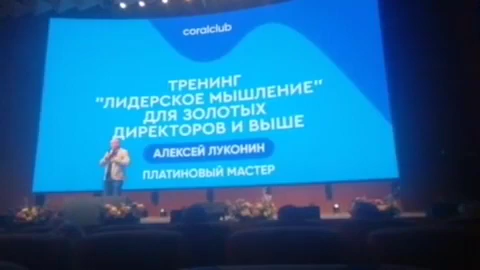 coralclub
ТРЕНИНГ
"ЛИДЕРСКОЕ МЫШЛЕНИЕ"
ДЛЯ ЗОЛОТЫХ
ДИРЕКТОРОВ И ВЫШЕ
АЛЕКСЕЙ ЛУКОНИН
ПЛАТИНОВЫЙ МАСТЕР